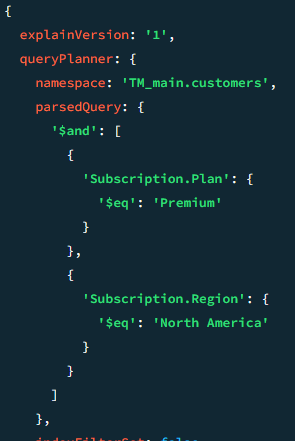 {
  explainVersion: '1',
  queryPlanner: {
    namespace: 'TM_main.customers',
    parsedQuery: {
      '$and': [
        {
          'Subscription.Plan': {
            '$eq': 'Premium'
          }
        },
        {
          'Subscription.Region': {
            '$eq': 'North America'
          }
        }
      ]
    },
    indexFilterSet: false,